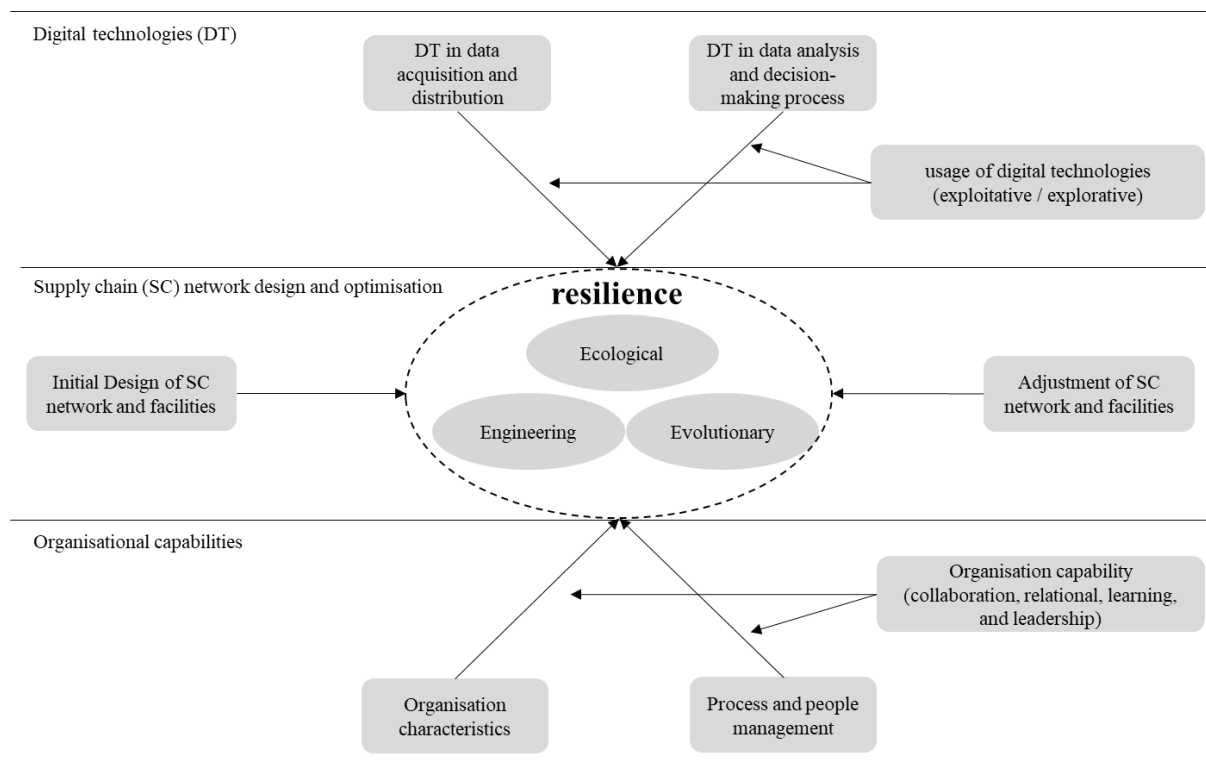 Digital technologies (DT)
DT in data
acquisition and
distribution
DT in data analysis
and decision-
making process
usage of digital technologies
(exploitative / explorative)
Supply chain (SC) network design and optimisation
resilience
Ecological
Engineering
Evolutionary
Initial Design of SC
network and facilities
Adjustment of SC
network and facilities
Organisational capabilities
Organisation capability
(collaboration, relational, learning,
and leadership)
Organisation
characteristics
Process and people
management